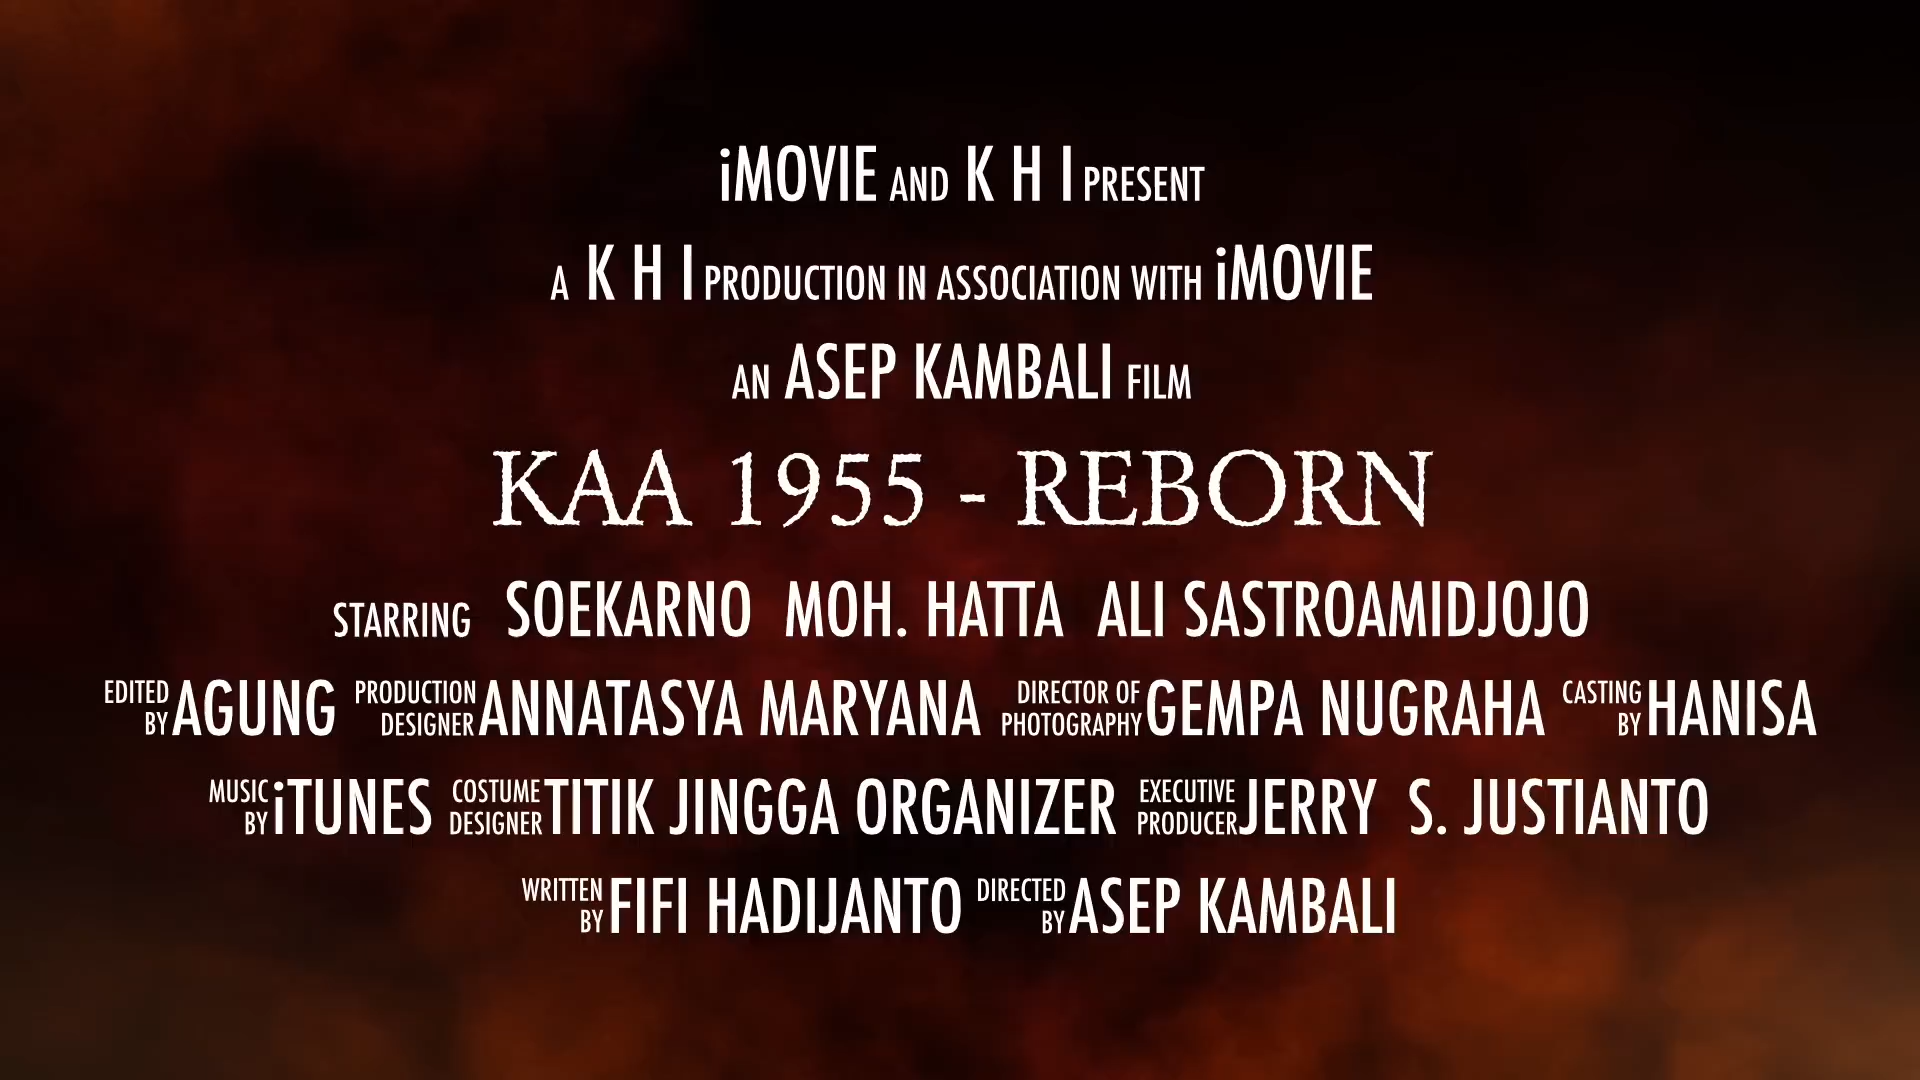 iMOVIE AND K H I PRESENT
A K H I PRODUCTION IN ASSOCIATION WITH iMOVIE
AN ASEP KAMBALI FILM
KAA 1955 - REBORN
STARRING SOEKARNO MOH. HATTA ALI SASTROAMIDJOJO
EDITED BY AGUNG PRODUCTION DESIGNER ANNATASYA MARYANA DIRECTOR OF PHOTOGRAPHY GEMPA NUGRAHA CASTING BY HANISA
MUSIC BY iTUNES COSTUME DESIGNER TITIK JINGGA ORGANIZER EXECUTIVE PRODUCER JERRY S. JUSTIANTO
WRITTEN BY FIFI HADIJANTO DIRECTED BY ASEP KAMBALI